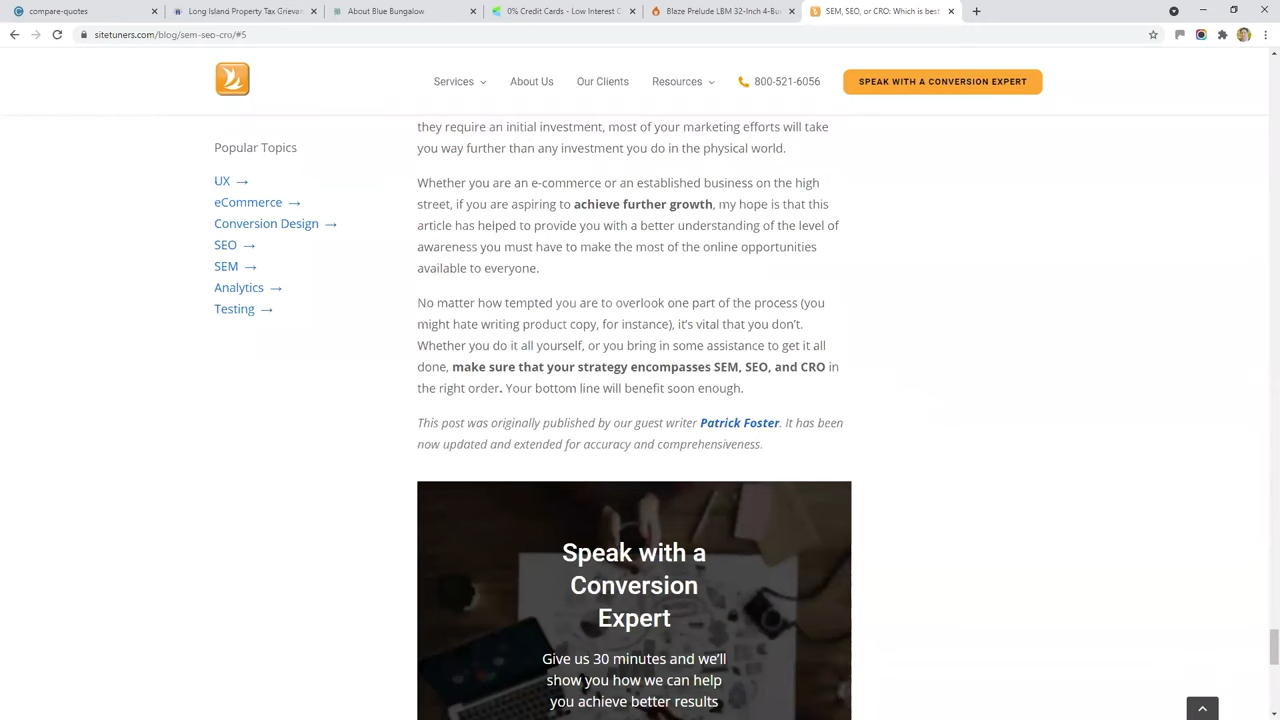 compare-quotes
Long Island Property Tax Grievan
About Blue Bungalow
0% Credit Cards - Low Interest C
Blaze Prelude LBM 32-Inch 4-Bu
SEM, SEO, or CRO: Which is best
sitetuners.com/blog/sem-seo-cro/#5
Services
About Us
Our Clients
Resources
800-521-6056
SPEAK WITH A CONVERSION EXPERT
Popular Topics
UX →
eCommerce →
Conversion Design →
SEO →
SEM →
Analytics →
Testing →
they require an initial investment, most of your marketing efforts will take
you way further than any investment you do in the physical world.
Whether you are an e-commerce or an established business on the high
street, if you are aspiring to achieve further growth, my hope is that this
article has helped to provide you with a better understanding of the level of
awareness you must have to make the most of the online opportunities
available to everyone.
No matter how tempted you are to overlook one part of the process (you
might hate writing product copy, for instance), it's vital that you don't.
Whether you do it all yourself, or you bring in some assistance to get it all
done, make sure that your strategy encompasses SEM, SEO, and CRO in
the right order. Your bottom line will benefit soon enough.
This post was originally published by our guest writer Patrick Foster. It has been
now updated and extended for accuracy and comprehensiveness.
Speak with a
Conversion
Expert
Give us 30 minutes and we'll
show you how we can help
you achieve better results